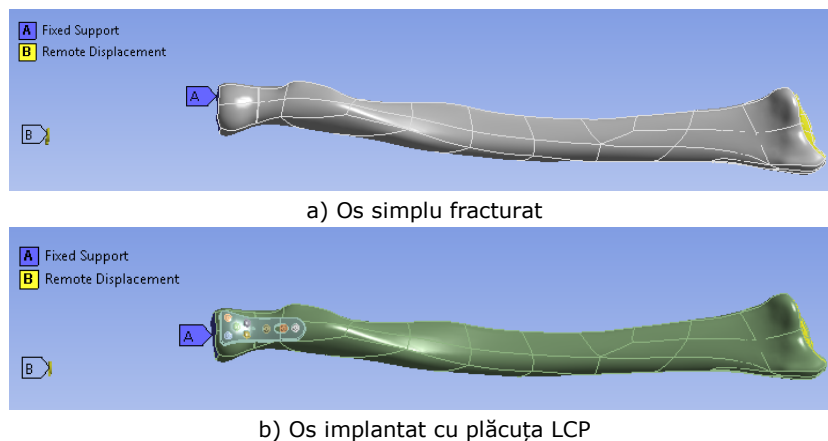 A Fixed Support
B Remote Displacement
A
B
a) Os simplu fracturat
A Fixed Support
B Remote Displacement
A
B
b) Os implantat cu plăcuța LCP